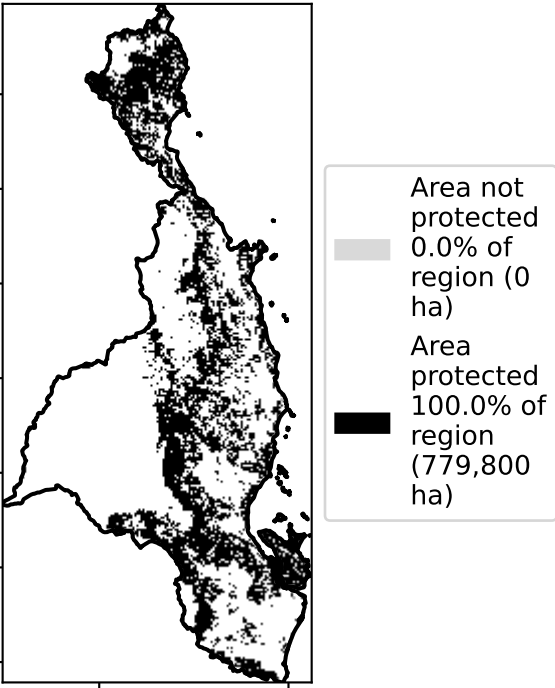 Area not
protected
0.0% of
region (0
ha)
Area
protected
100.0% of
region
(779,800
ha)